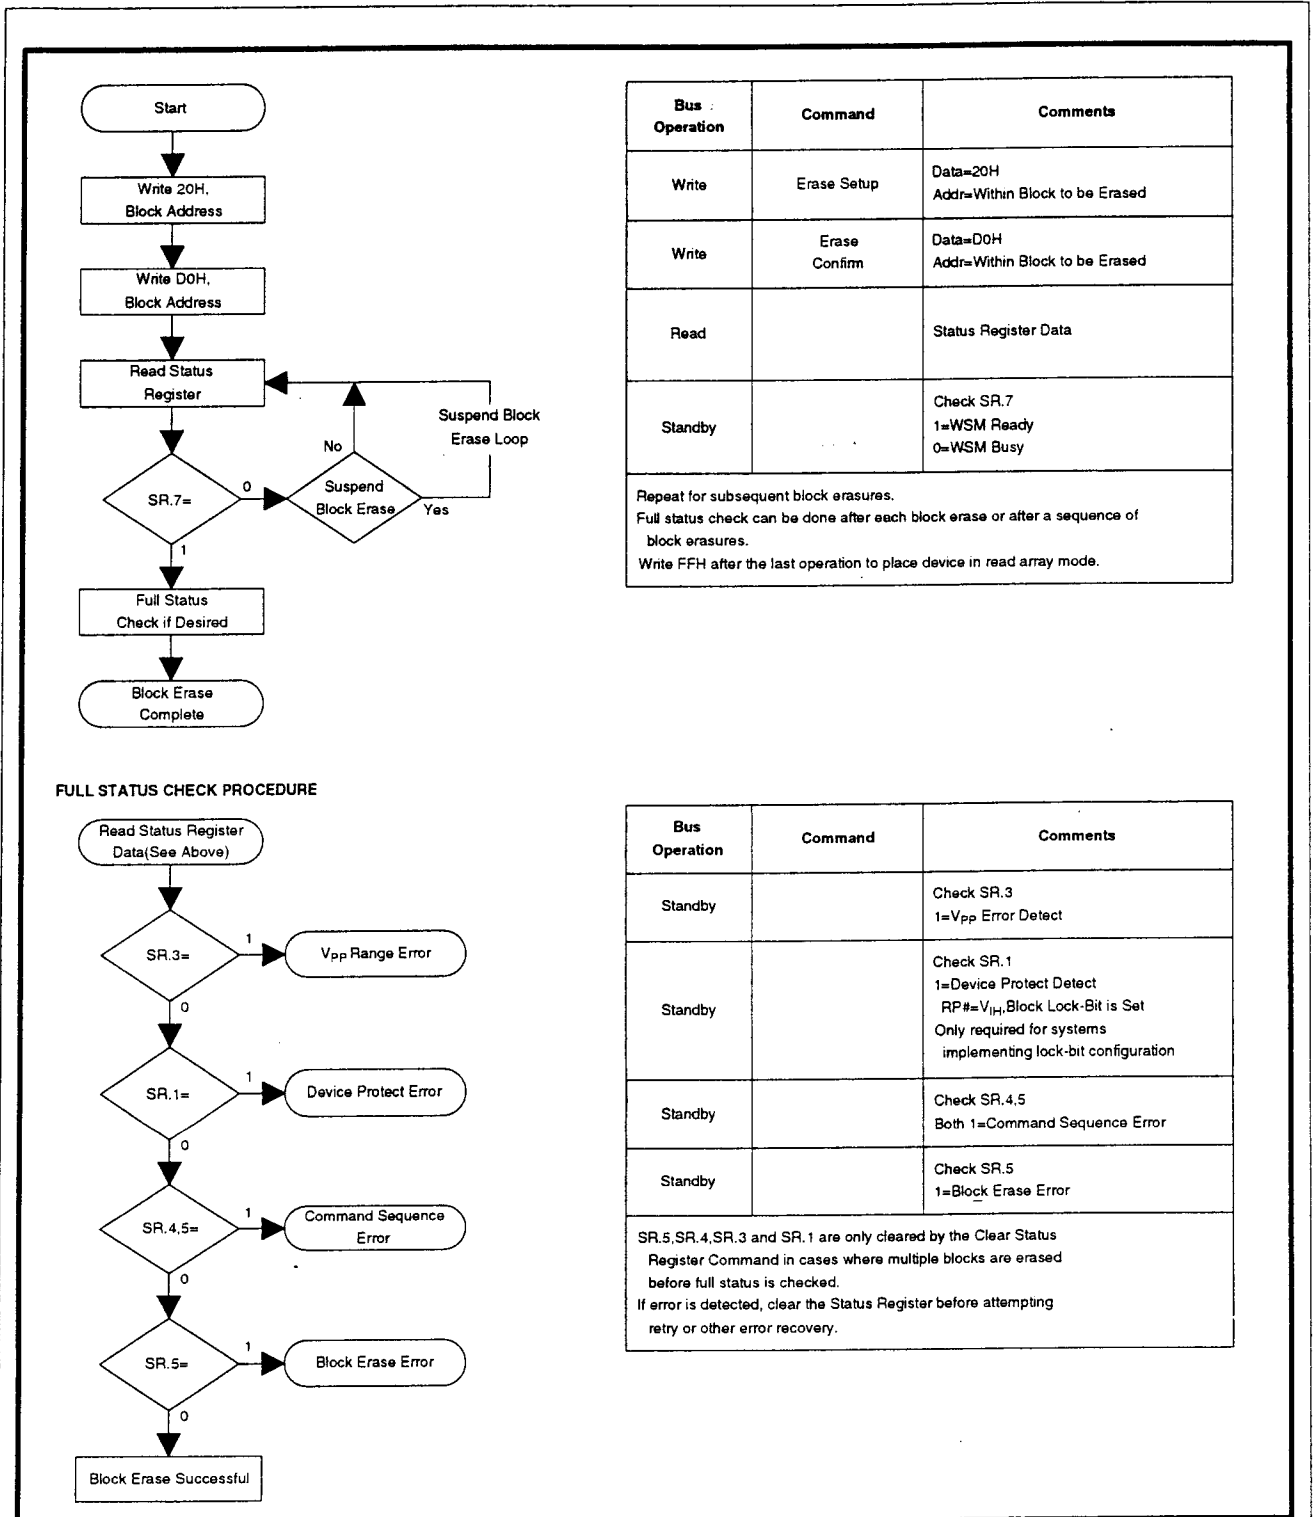 Start
Write 20H,
Block Address
Write D0H,
Block Address
Read Status
Register
Suspend Block
Erase Loop
No
SR.7=
0
Suspend
Block Erase
Yes
1
Full Status
Check if Desired
Block Erase
Complete
Bus
Operation
Command
Comments
Write
Erase Setup
Data=20H
Addr=Within Block to be Erased
Write
Erase
Confirm
Data=D0H
Addr=Within Block to be Erased
Read
Status Register Data
Standby
Check SR.7
1=WSM Ready
0=WSM Busy
Repeat for subsequent block erasures.
Full status check can be done after each block erase or after a sequence of
block erasures.
Write FFH after the last operation to place device in read array mode.
FULL STATUS CHECK PROCEDURE
Read Status Register
Data(See Above)
SR.3=
1
VPP Range Error
0
SR.1=
1
Device Protect Error
0
SR.4,5=
1
Command Sequence
Error
0
SR.5=
1
Block Erase Error
0
Block Erase Successful
Bus
Operation
Command
Comments
Standby
Check SR.3
1=VPP Error Detect
Standby
Check SR.1
1=Device Protect Detect
RP#=VIH,Block Lock-Bit is Set
Only required for systems
implementing lock-bit configuration
Standby
Check SR.4,5
Both 1=Command Sequence Error
Standby
Check SR.5
1=Block Erase Error
SR.5,SR.4,SR.3 and SR.1 are only cleared by the Clear Status
Register Command in cases where multiple blocks are erased
before full status is checked.
If error is detected, clear the Status Register before attempting
retry or other error recovery.